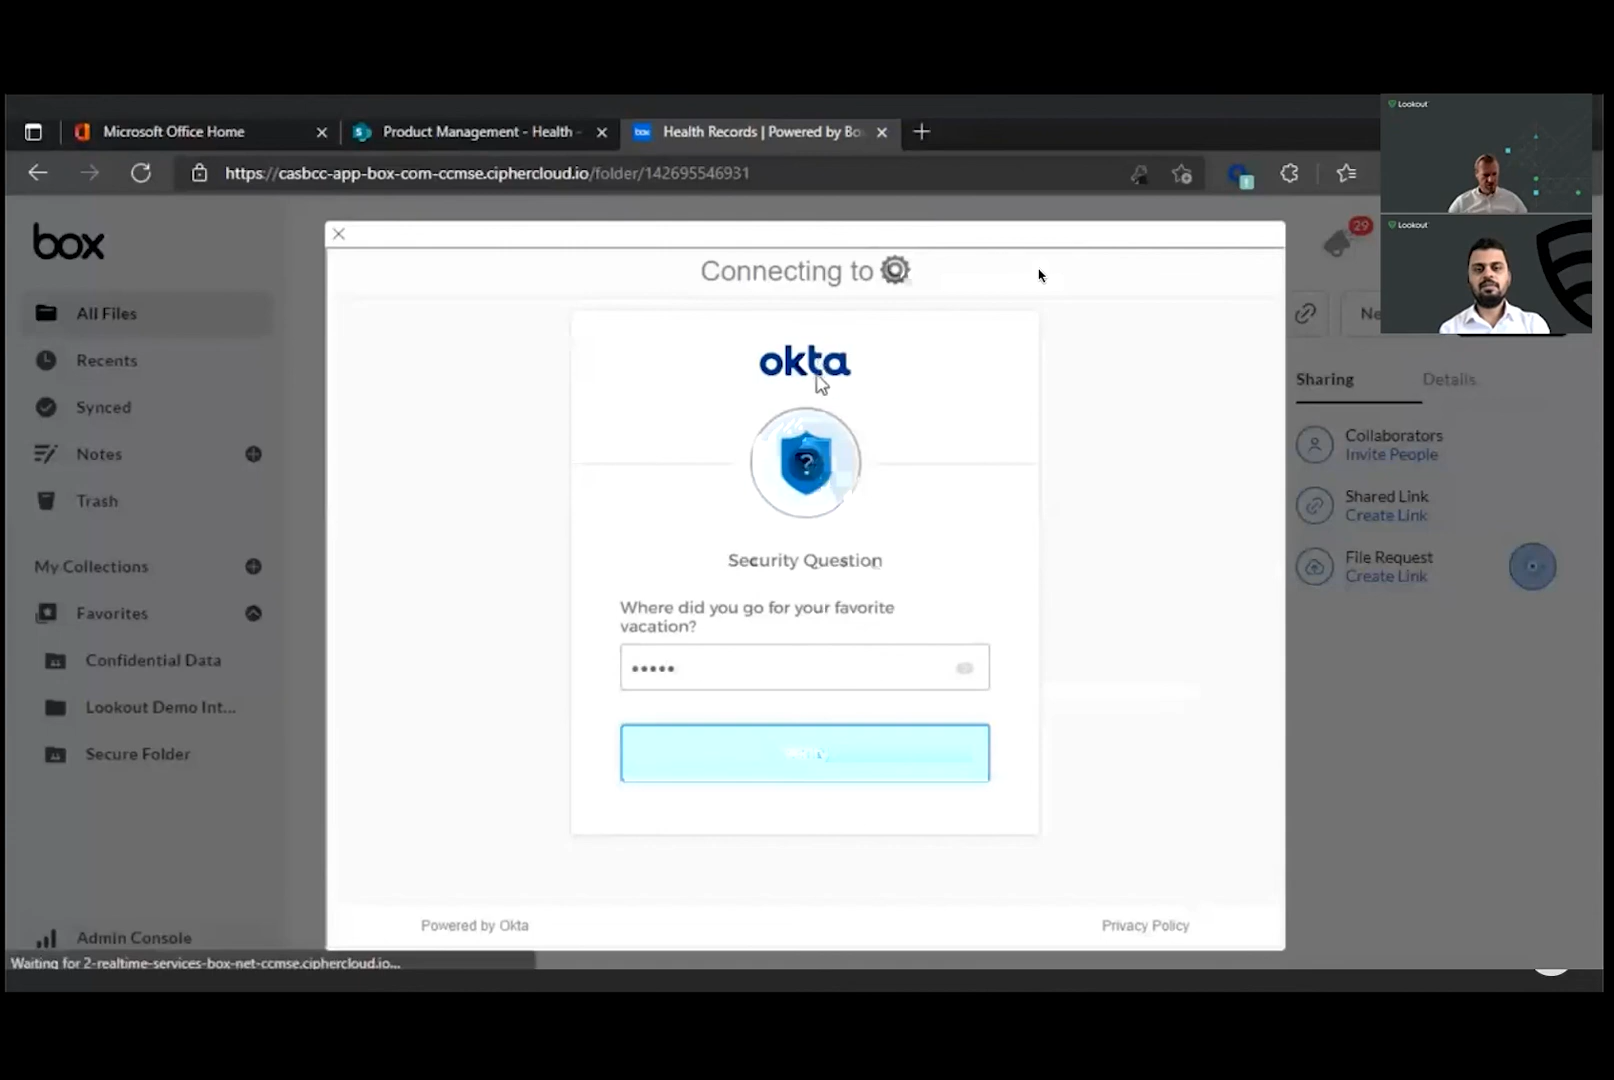 Microsoft Office Home
Product Management - Health -
box
Health Records | Powered by Bo
Lookout
https://casbcc-app-box-com-ccmse.ciphercloud.io/folder/142695546931
box
29
Lookout
Connecting to
All Files
Ne
Recents
okta
Sharing
Details
Synced
Collaborators
Invite People
Notes
?
Trash
Shared Link
Create Link
Security Question
My Collections
File Request
Create Link
Favorites
Where did you go for your favorite
vacation?
Confidential Data
Lookout Demo Int...
Secure Folder
Powered by Okta
Privacy Policy
Admin Console
Waiting for 2-realtime-services-box-net-ccmse.ciphercloud.io...